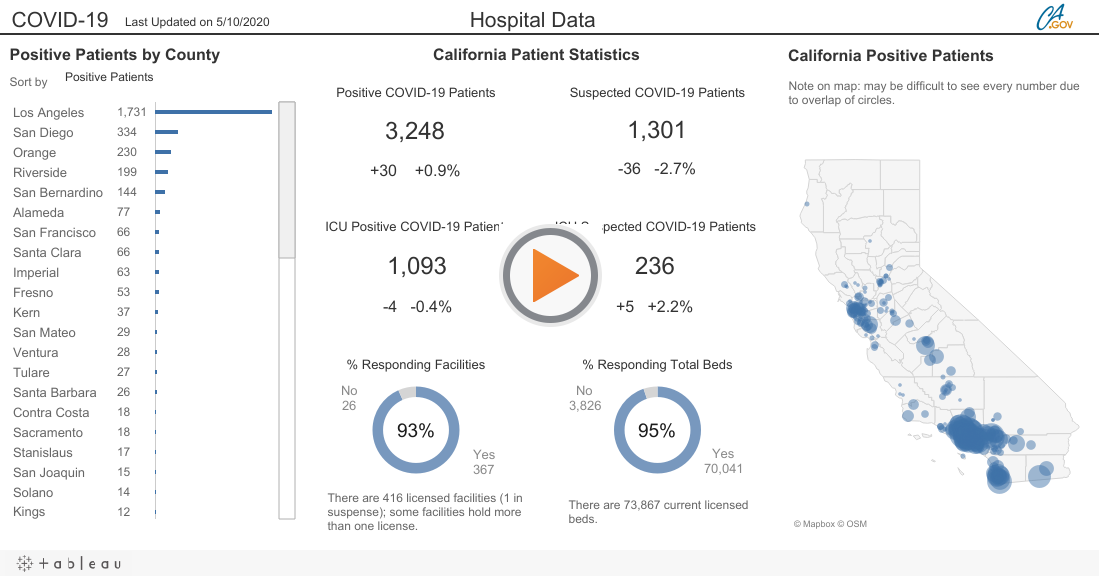 COVID-19 Last Updated on 5/10/2020
Hospital Data
CA
.GOV
Positive Patients by County
Sort by Positive Patients
Los Angeles 1,731
San Diego 334
Orange 230
Riverside 199
San Bernardino 144
Alameda 77
San Francisco 66
Santa Clara 66
Imperial 63
Fresno 53
Kern 37
San Mateo 29
Ventura 28
Tulare 27
Santa Barbara 26
Contra Costa 18
Sacramento 18
Stanislaus 17
San Joaquin 15
Solano 14
Kings 12
California Patient Statistics
Positive COVID-19 Patients
3,248
+30 +0.9%
Suspected COVID-19 Patients
1,301
-36 -2.7%
ICU Positive COVID-19
1,093
-4 -0.4%
COVID-19 Patients
236
+5 +2.2%
% Responding Facilities
No
26
93%
Yes
367
There are 416 licensed facilities (1 in
suspense); some facilities hold more
than one license.
% Responding Total Beds
No
3,826
95%
Yes
70,041
There are 73,867 current licensed
beds.
California Positive Patients
Note on map: may be difficult to see every number due
to overlap of circles.
© Mapbox © OSM
+ableau